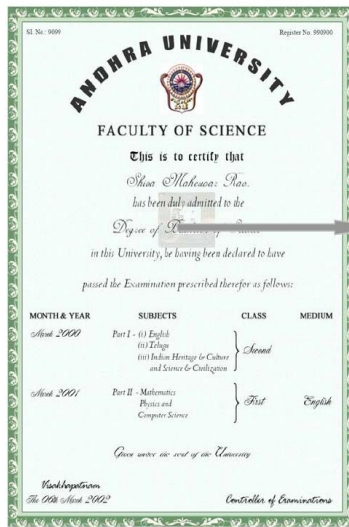 Sl. No : 9099 Register No. 990900
ANDHRA UNIVERSITY
FACULTY OF SCIENCE
This is to certify that
Shiva Maheswar Rao.
has been duly admitted to the
Degree of
in this University, he having been declared to have
passed the Examination prescribed therefor as follows:
MONTH & YEAR SUBJECTS CLASS MEDIUM
March 2000 Part I - (i) English
(ii) Telugu
(iii) Indian Heritage & Culture
and Science & Civilization
Second
March 2001 Part II - Mathematics
Physics and
Computer Science
First English
Given under the seal of the University
Visakhapatnam
The 06th March 2002 Controller of Examinations